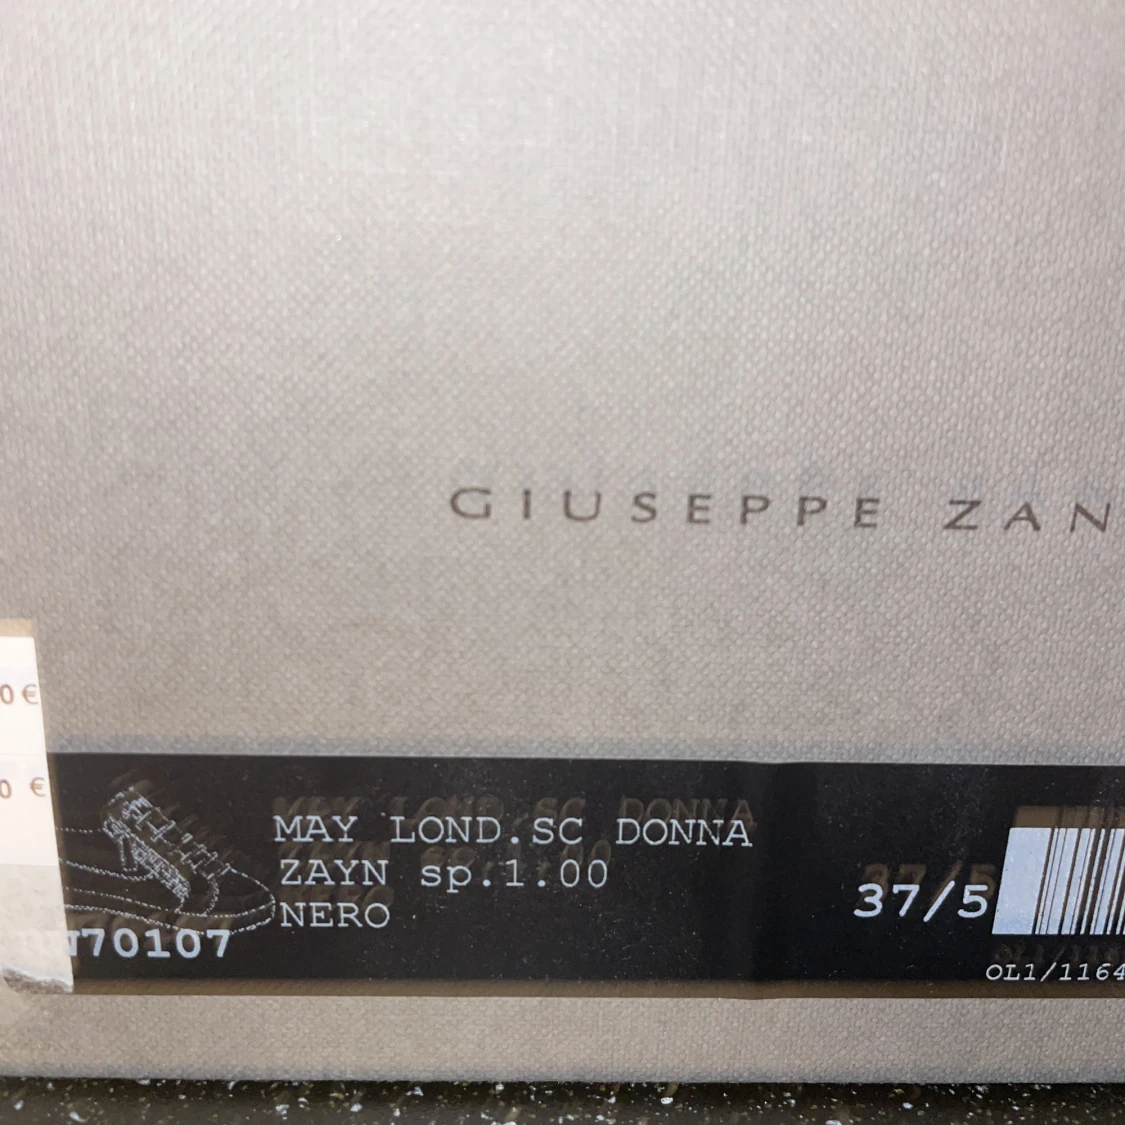 GIUSEPPE ZAN
0 €
0 €
MAY LOND.SC DONNA
ZAYN sp.1.00
NERO
70107
37/5
OL1/1164